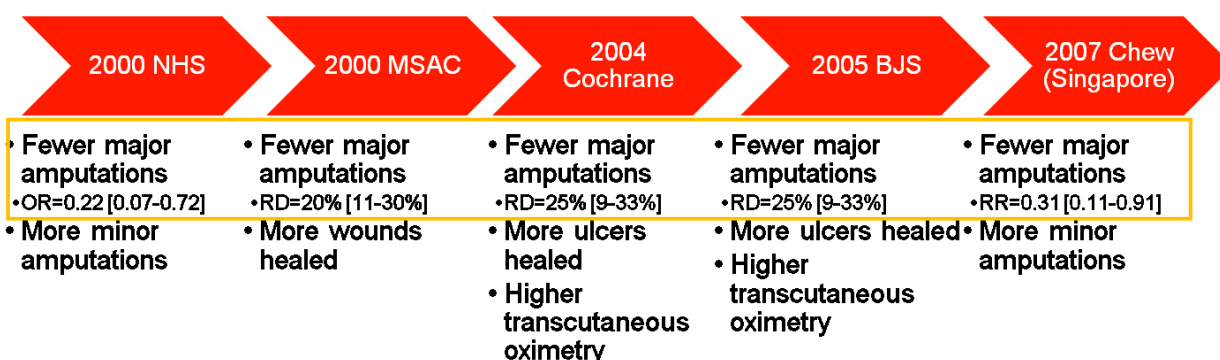 2000 NHS
2000 MSAC
2004
Cochrane
2005 BJS
2007 Chew
(Singapore)
• Fewer major
amputations
•OR=0.22 [0.07-0.72]
• More minor
amputations
• Fewer major
amputations
•RD=20% [11-30%]
• More wounds
healed
• Fewer major
amputations
•RD=25% [9-33%]
• More ulcers
healed
• Higher
transcutaneous
oximetry
• Fewer major
amputations
•RD=25% [9-33%]
• More ulcers healed
• Higher
transcutaneous
oximetry
• Fewer major
amputations
•RR=0.31 [0.11-0.91]
• More minor
amputations